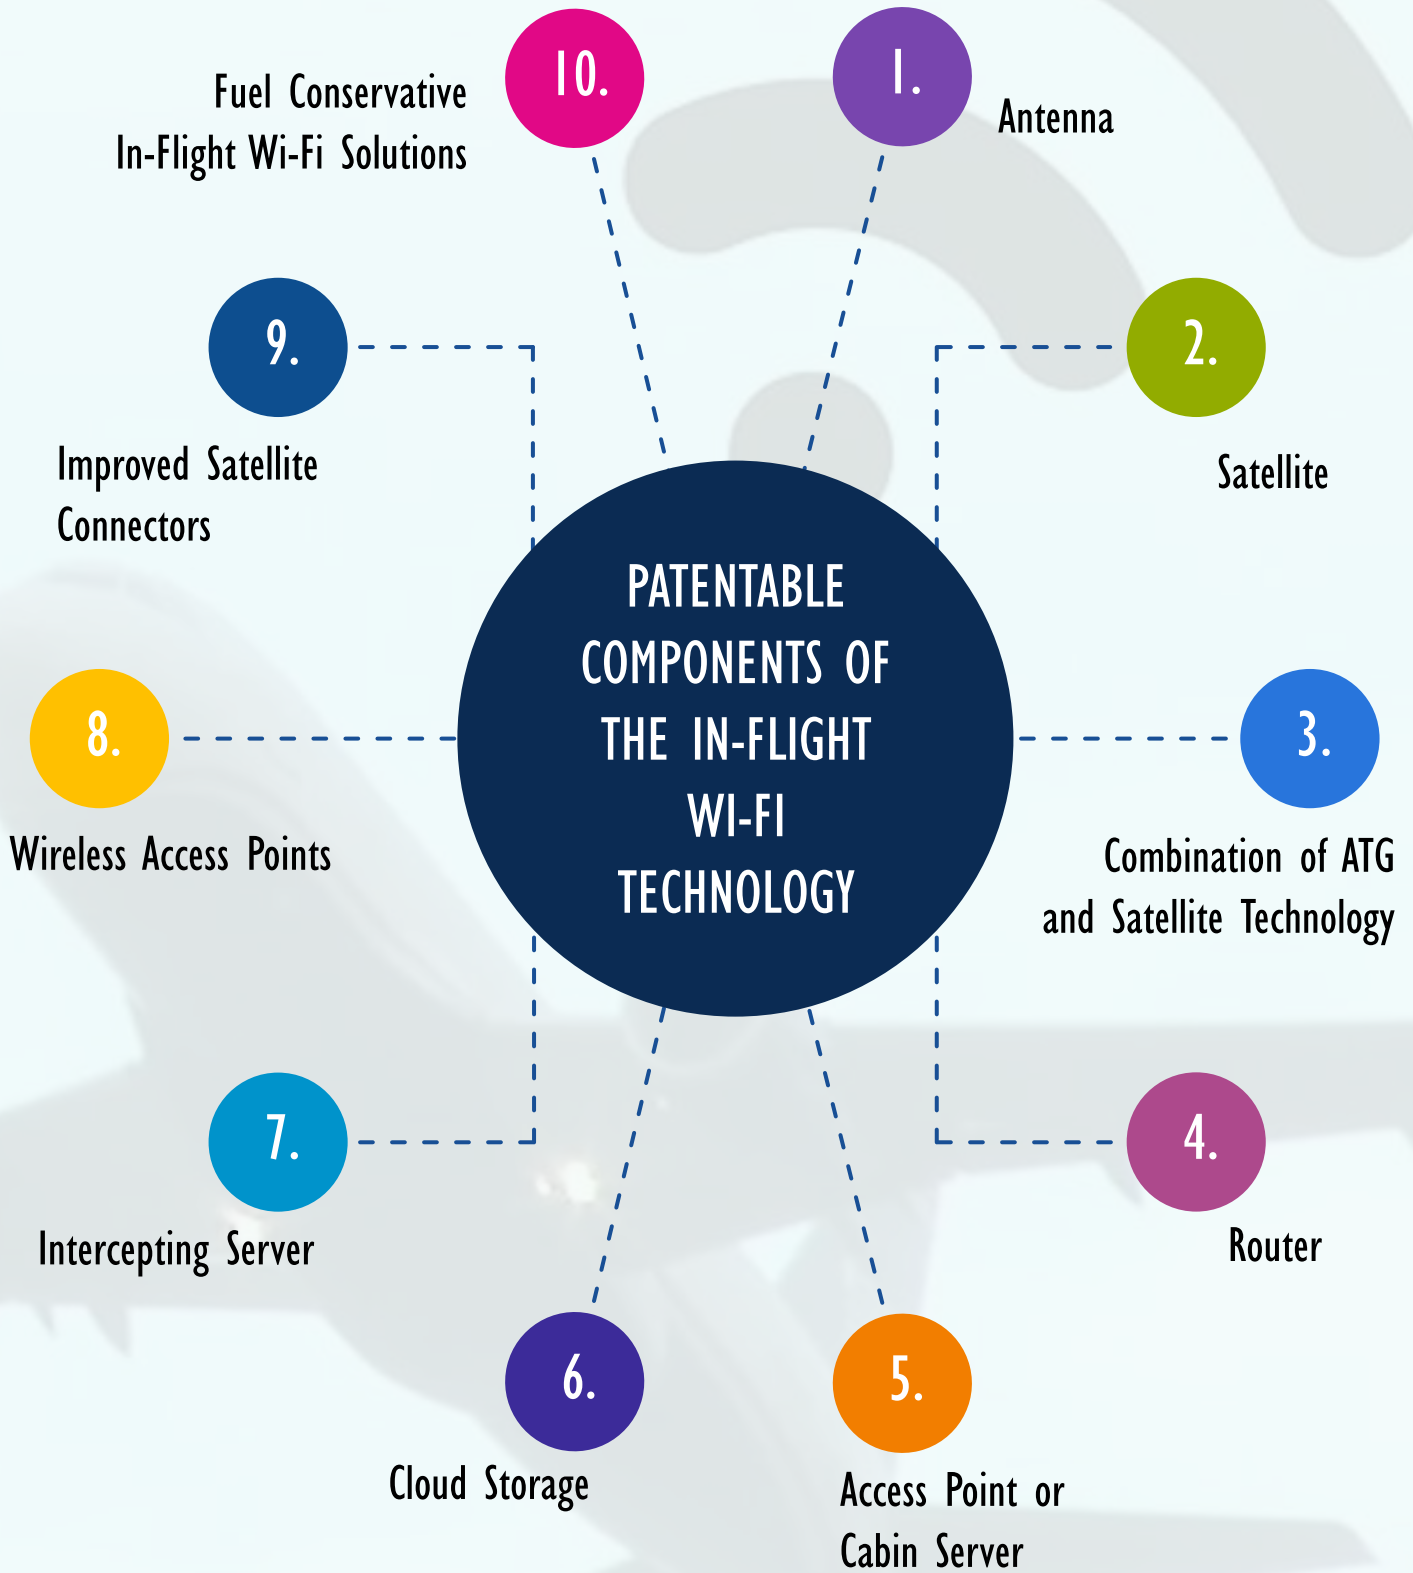 PATENTABLE
COMPONENTS OF
THE IN-FLIGHT
WI-FI
TECHNOLOGY
1.
Antenna
2.
Satellite
3.
Combination of ATG
and Satellite Technology
4.
Router
5.
Access Point or
Cabin Server
6.
Cloud Storage
7.
Intercepting Server
8.
Wireless Access Points
9.
Improved Satellite
Connectors
10.
Fuel Conservative
In-Flight Wi-Fi Solutions